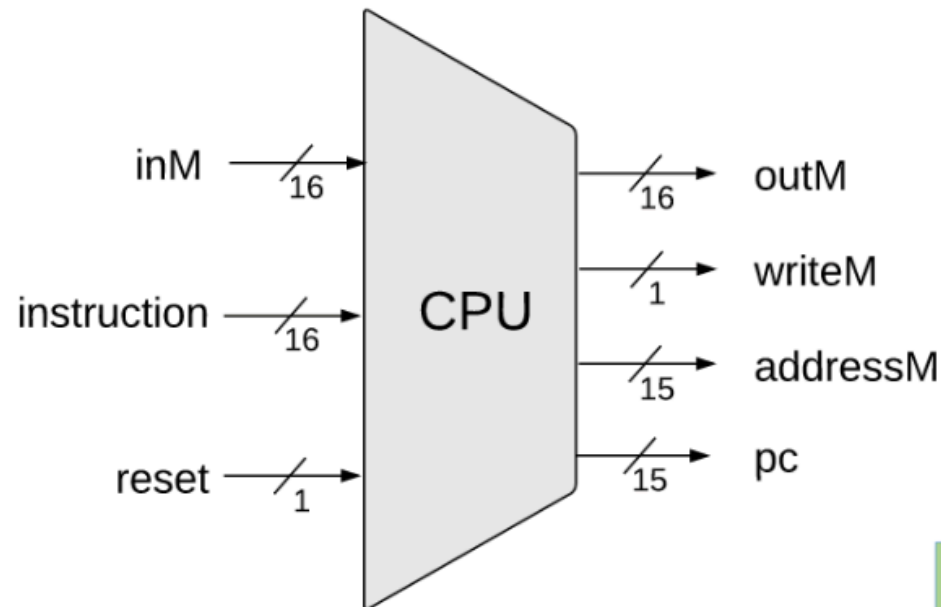 inM
16
instruction
16
reset
1
CPU
16
outM
1
writeM
15
addressM
15
pc